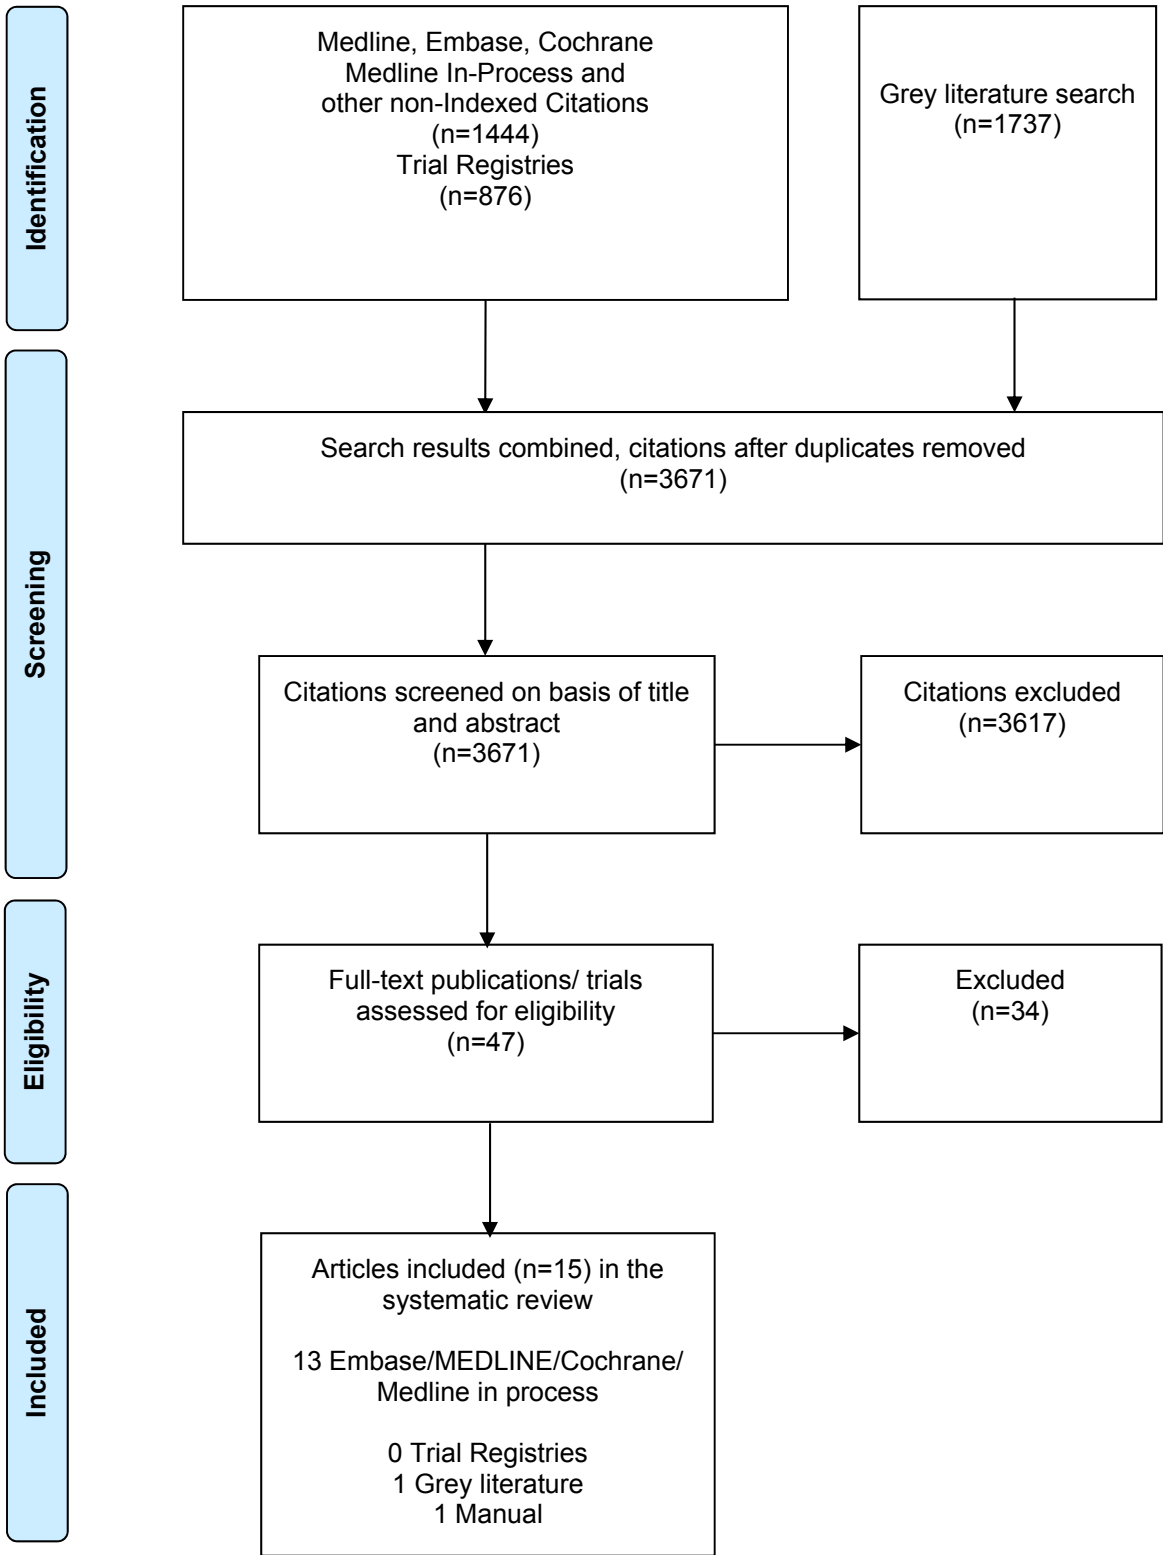 Identification
Medline, Embase, Cochrane
Medline In-Process and
other non-Indexed Citations
(n=1444)
Trial Registries
(n=876)
Grey literature search
(n=1737)
Screening
Search results combined, citations after duplicates removed
(n=3671)
Citations screened on basis of title
and abstract
(n=3671)
Citations excluded
(n=3617)
Eligibility
Full-text publications/ trials
assessed for eligibility
(n=47)
Excluded
(n=34)
Included
Articles included (n=15) in the
systematic review
13 Embase/MEDLINE/Cochrane/
Medline in process
0 Trial Registries
1 Grey literature
1 Manual